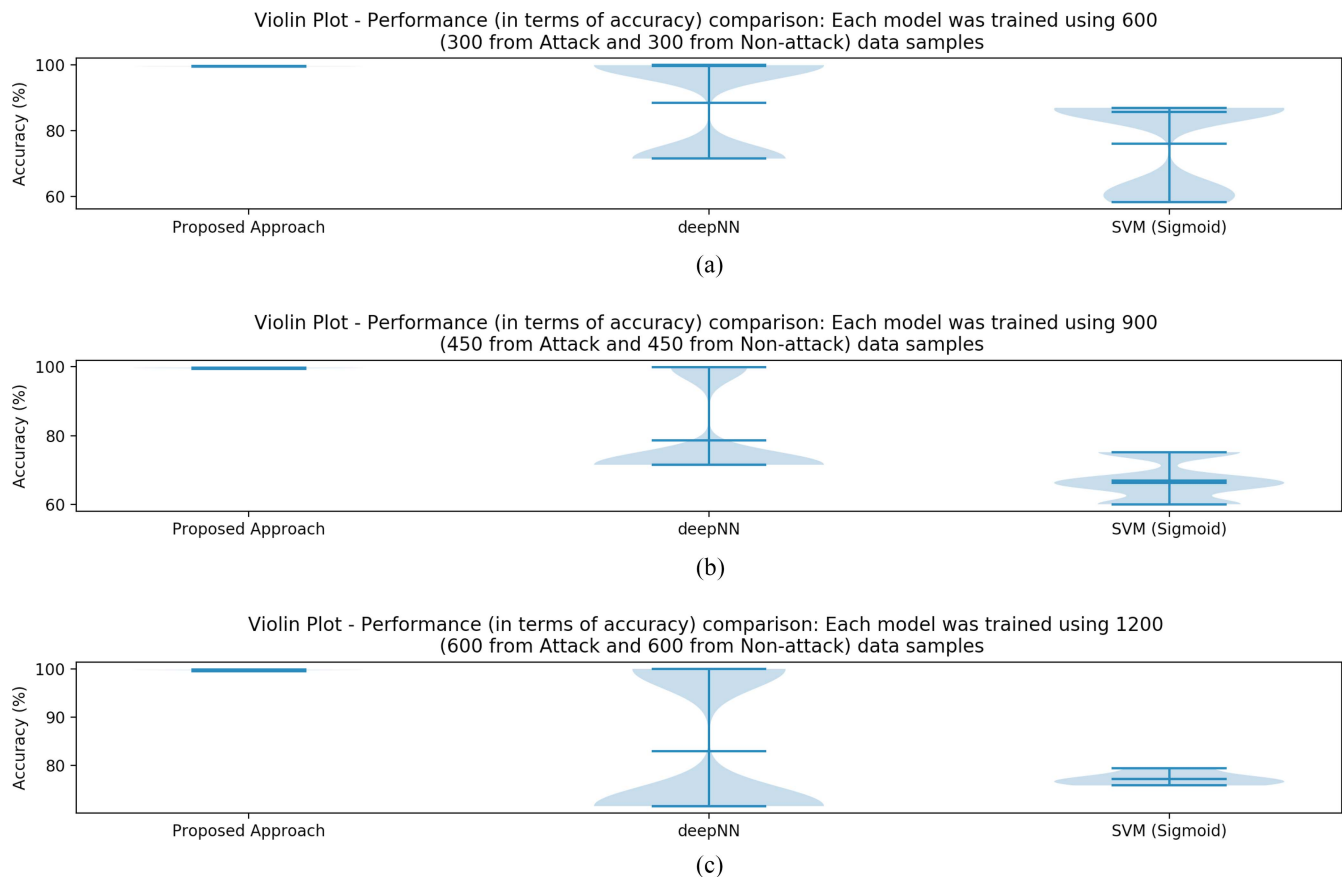 Violin Plot - Performance (in terms of accuracy) comparison: Each model was trained using 600
(300 from Attack and 300 from Non-attack) data samples
Accuracy (%)
100
80
60
Proposed Approach
deepNN
SVM (Sigmoid)
(a)
Violin Plot - Performance (in terms of accuracy) comparison: Each model was trained using 900
(450 from Attack and 450 from Non-attack) data samples
Accuracy (%)
100
80
60
Proposed Approach
deepNN
SVM (Sigmoid)
(b)
Violin Plot - Performance (in terms of accuracy) comparison: Each model was trained using 1200
(600 from Attack and 600 from Non-attack) data samples
Accuracy (%)
100
90
80
Proposed Approach
deepNN
SVM (Sigmoid)
(c)